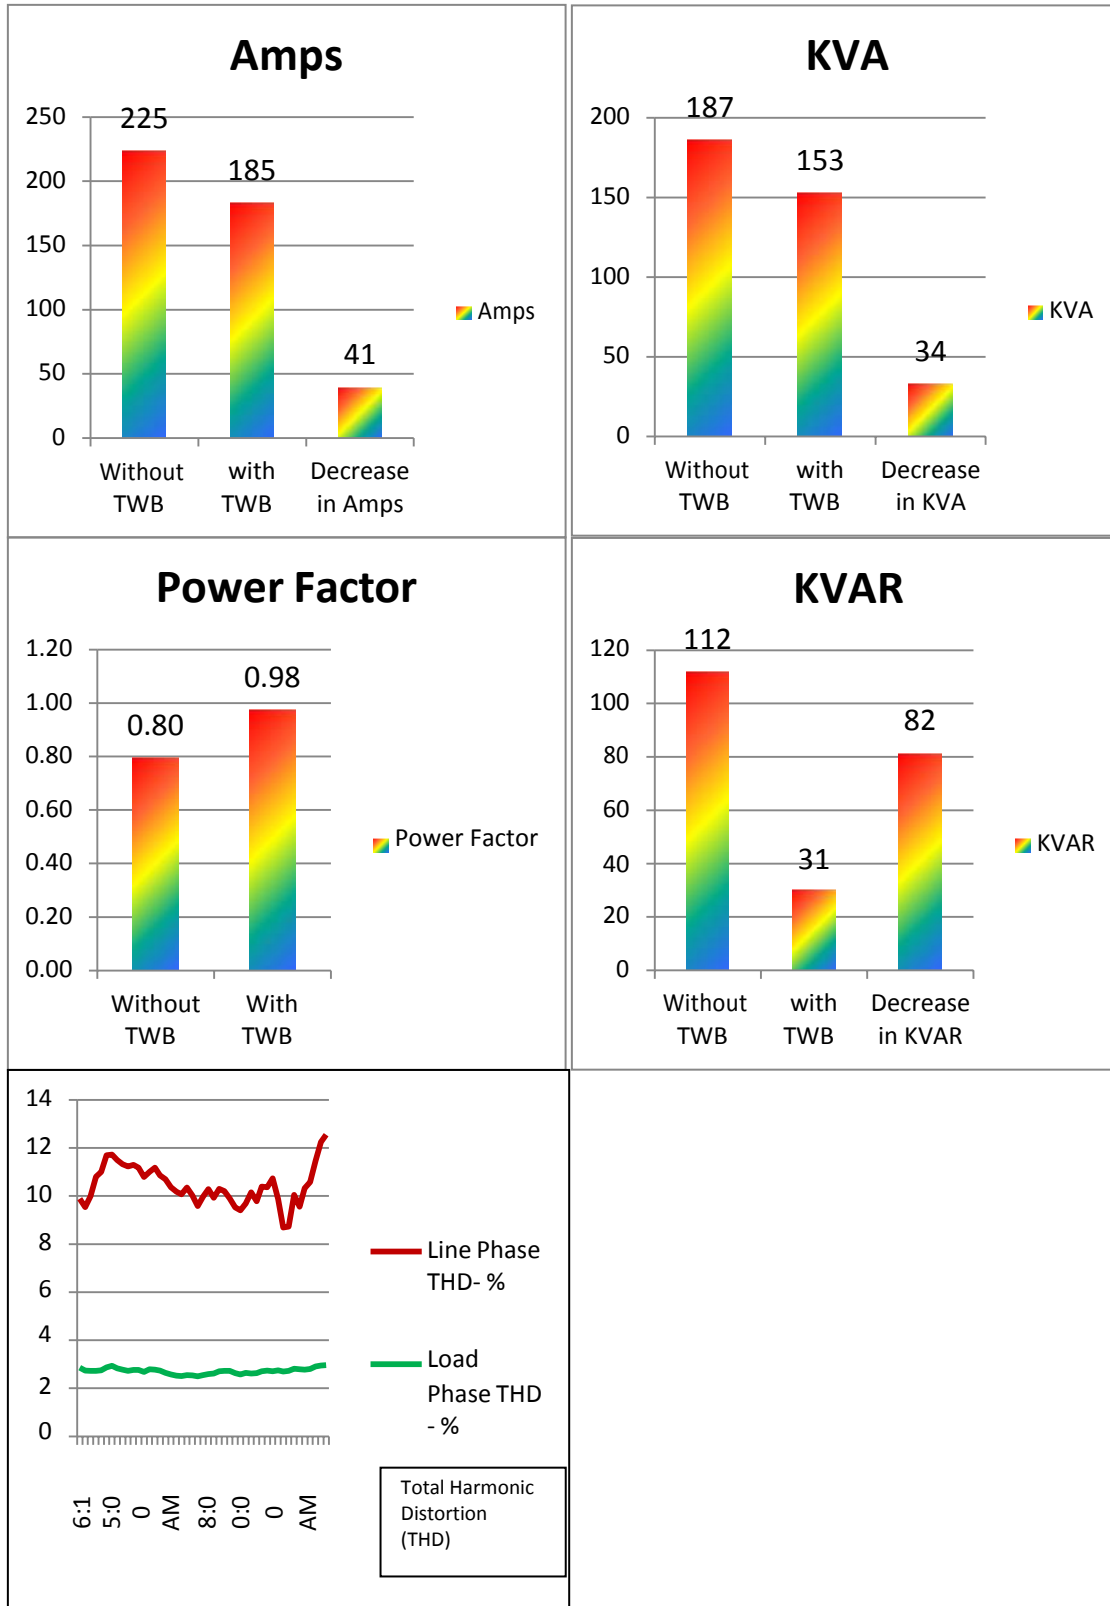 Amps
250
200
150
100
50
0
225
185
41
Without
TWB
with
TWB
Decrease
in Amps
Amps
KVA
200
150
100
50
0
187
153
34
Without
TWB
with
TWB
Decrease
in KVA
KVA
Power Factor
1.20
1.00
0.80
0.60
0.40
0.20
0.00
0.80
0.98
Without
TWB
With
TWB
Power Factor
KVAR
120
100
80
60
40
20
0
112
31
82
Without
TWB
with
TWB
Decrease
in KVAR
KVAR
14
12
10
8
6
4
2
0
6:1
5:0
0
AM
8:0
0:0
0
AM
Line Phase
THD- %
Load
Phase THD
- %
Total Harmonic
Distortion
(THD)